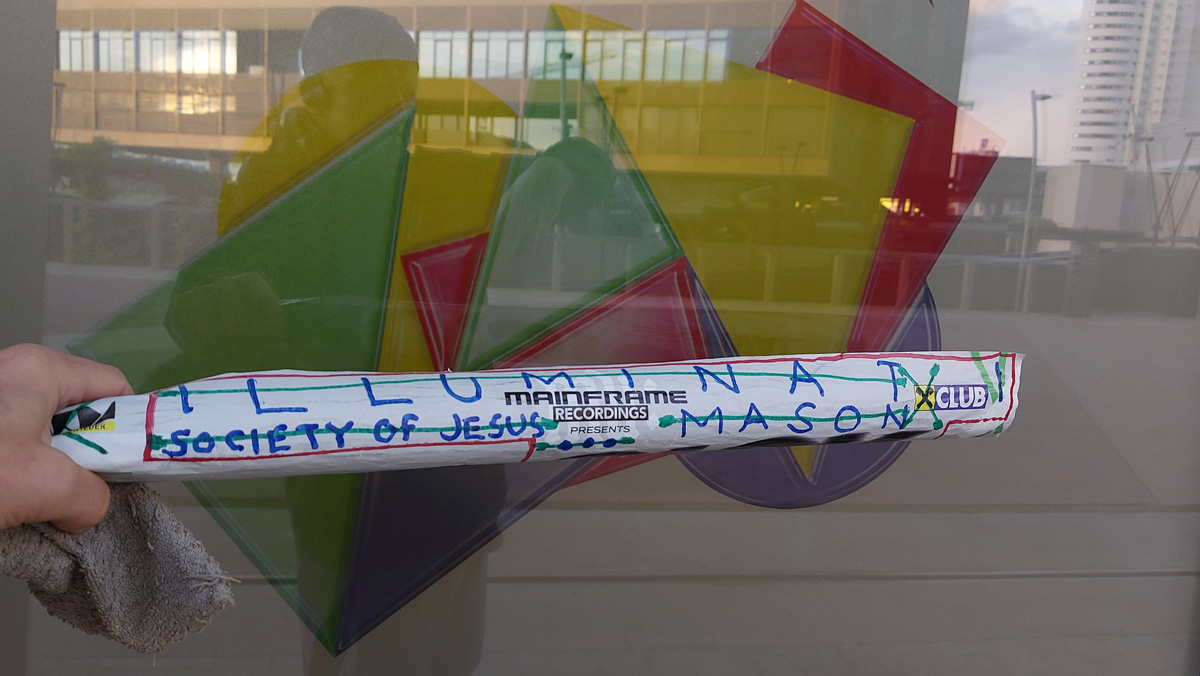 ILLUMINATI
SOCIETY OF JESUS
MAINFRAME
RECORDINGS
PRESENTS
MASON
X CLUB